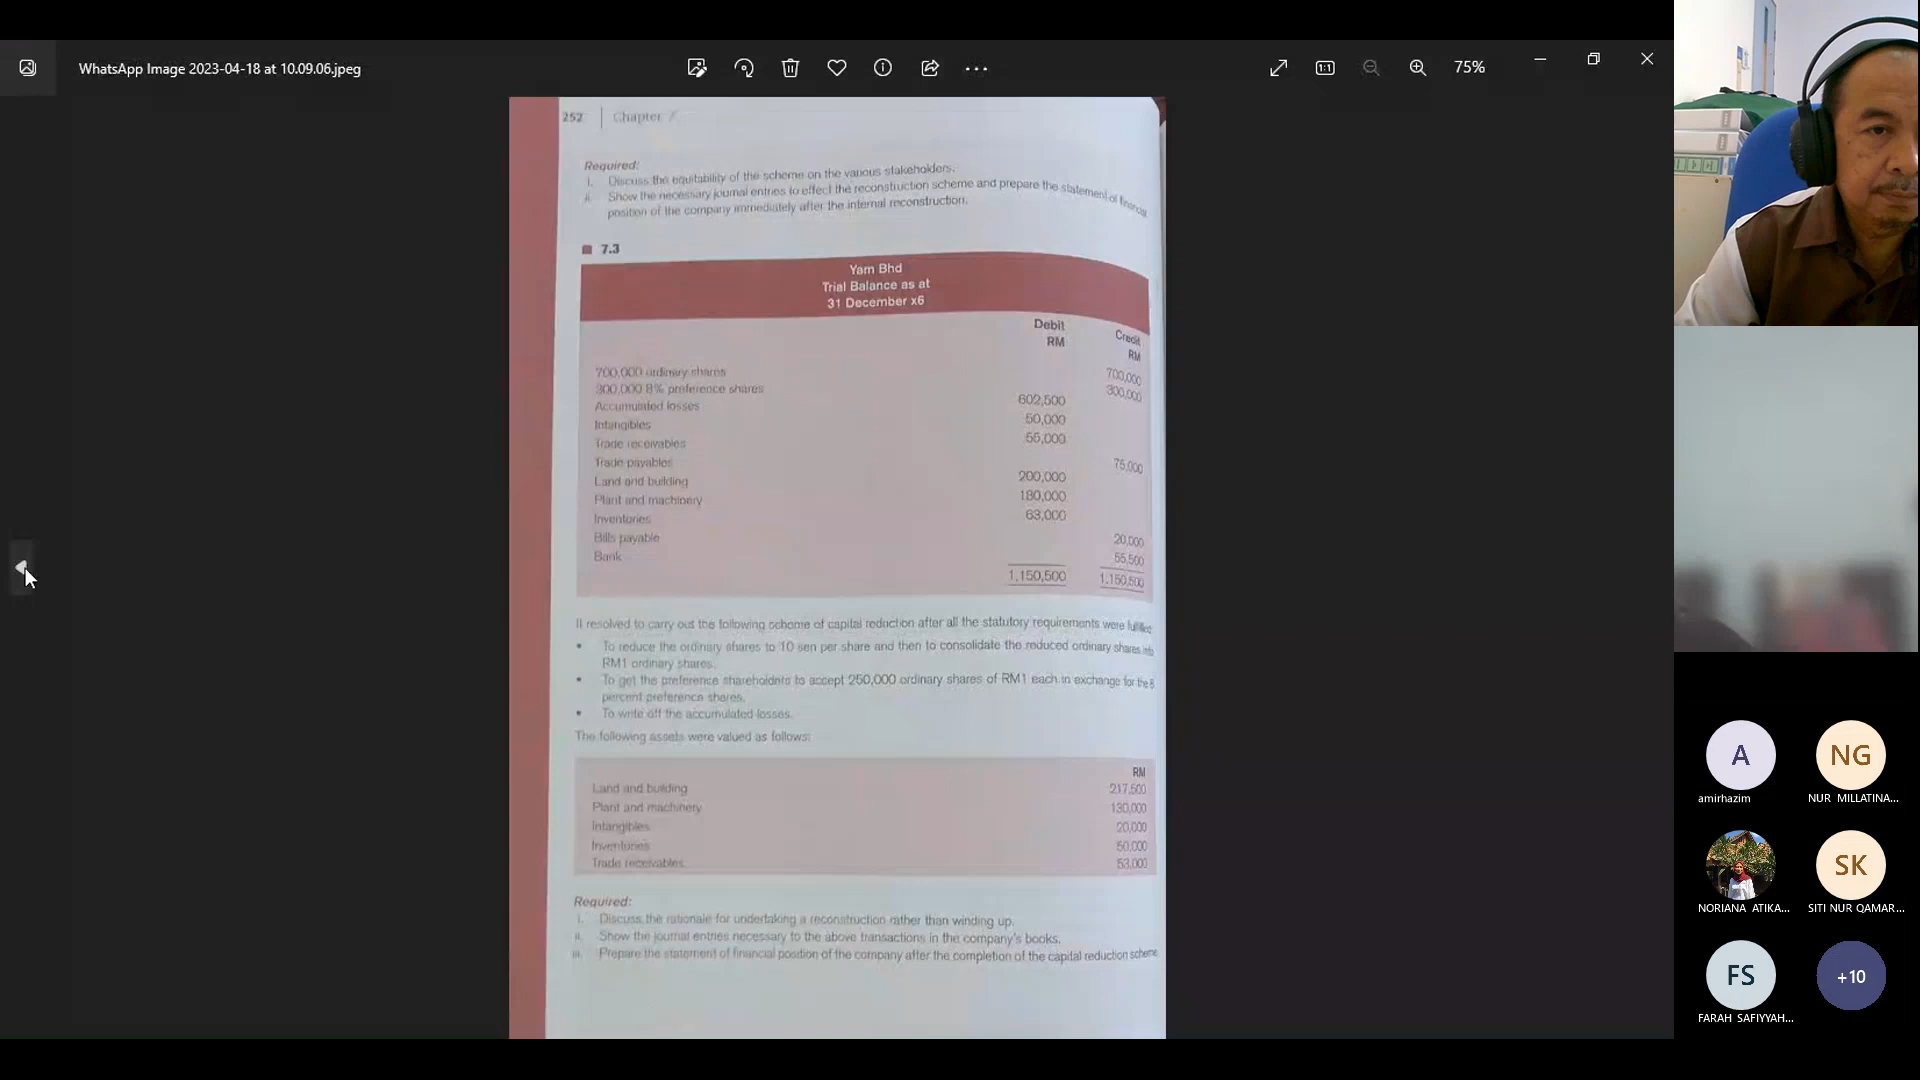 WhatsApp Image 2023-04-18 at 10.09.06.jpeg
75%
252 | Chapter 7
Required:
i. Discuss the equitability of the scheme on the various stakeholders.
ii. Show the necessary journal entries to effect the reconstruction scheme and prepare the statement of financial
position of the company immediately after the internal reconstruction.
7.3
Yam Bhd
Trial Balance as at
31 December x6
Debit Credit
RM RM
700,000 ordinary shares 700,000
300,000 8% preference shares 300,000
Accumulated losses 602,500
Intangibles 50,000
Trade receivables 55,000
Trade payables 75,000
Land and building 200,000
Plant and machinery 180,000
Inventories 63,000
Bills payable 20,000
Bank 55,500
1,150,500 1,150,500
It resolved to carry out the following scheme of capital reduction after all the statutory requirements were fulfilled:
• To reduce the ordinary shares to 10 sen per share and then to consolidate the reduced ordinary shares into
RM1 ordinary shares.
• To get the preference shareholders to accept 250,000 ordinary shares of RM1 each in exchange for the 8
percent preference shares.
• To write off the accumulated losses.
The following assets were valued as follows:
RM
Land and building 217,500
Plant and machinery 130,000
Intangibles 20,000
Inventories 50,000
Trade receivables 53,000
Required:
i. Discuss the rationale for undertaking a reconstruction rather than winding up.
ii. Show the journal entries necessary to the above transactions in the company's books.
iii. Prepare the statement of financial position of the company after the completion of the capital reduction scheme
A
amirhazim
NG
NUR MILLATINA...
NORIANA ATIKA...
SK
SITI NUR QAMAR...
FS
FARAH SAFIYYAH...
+10